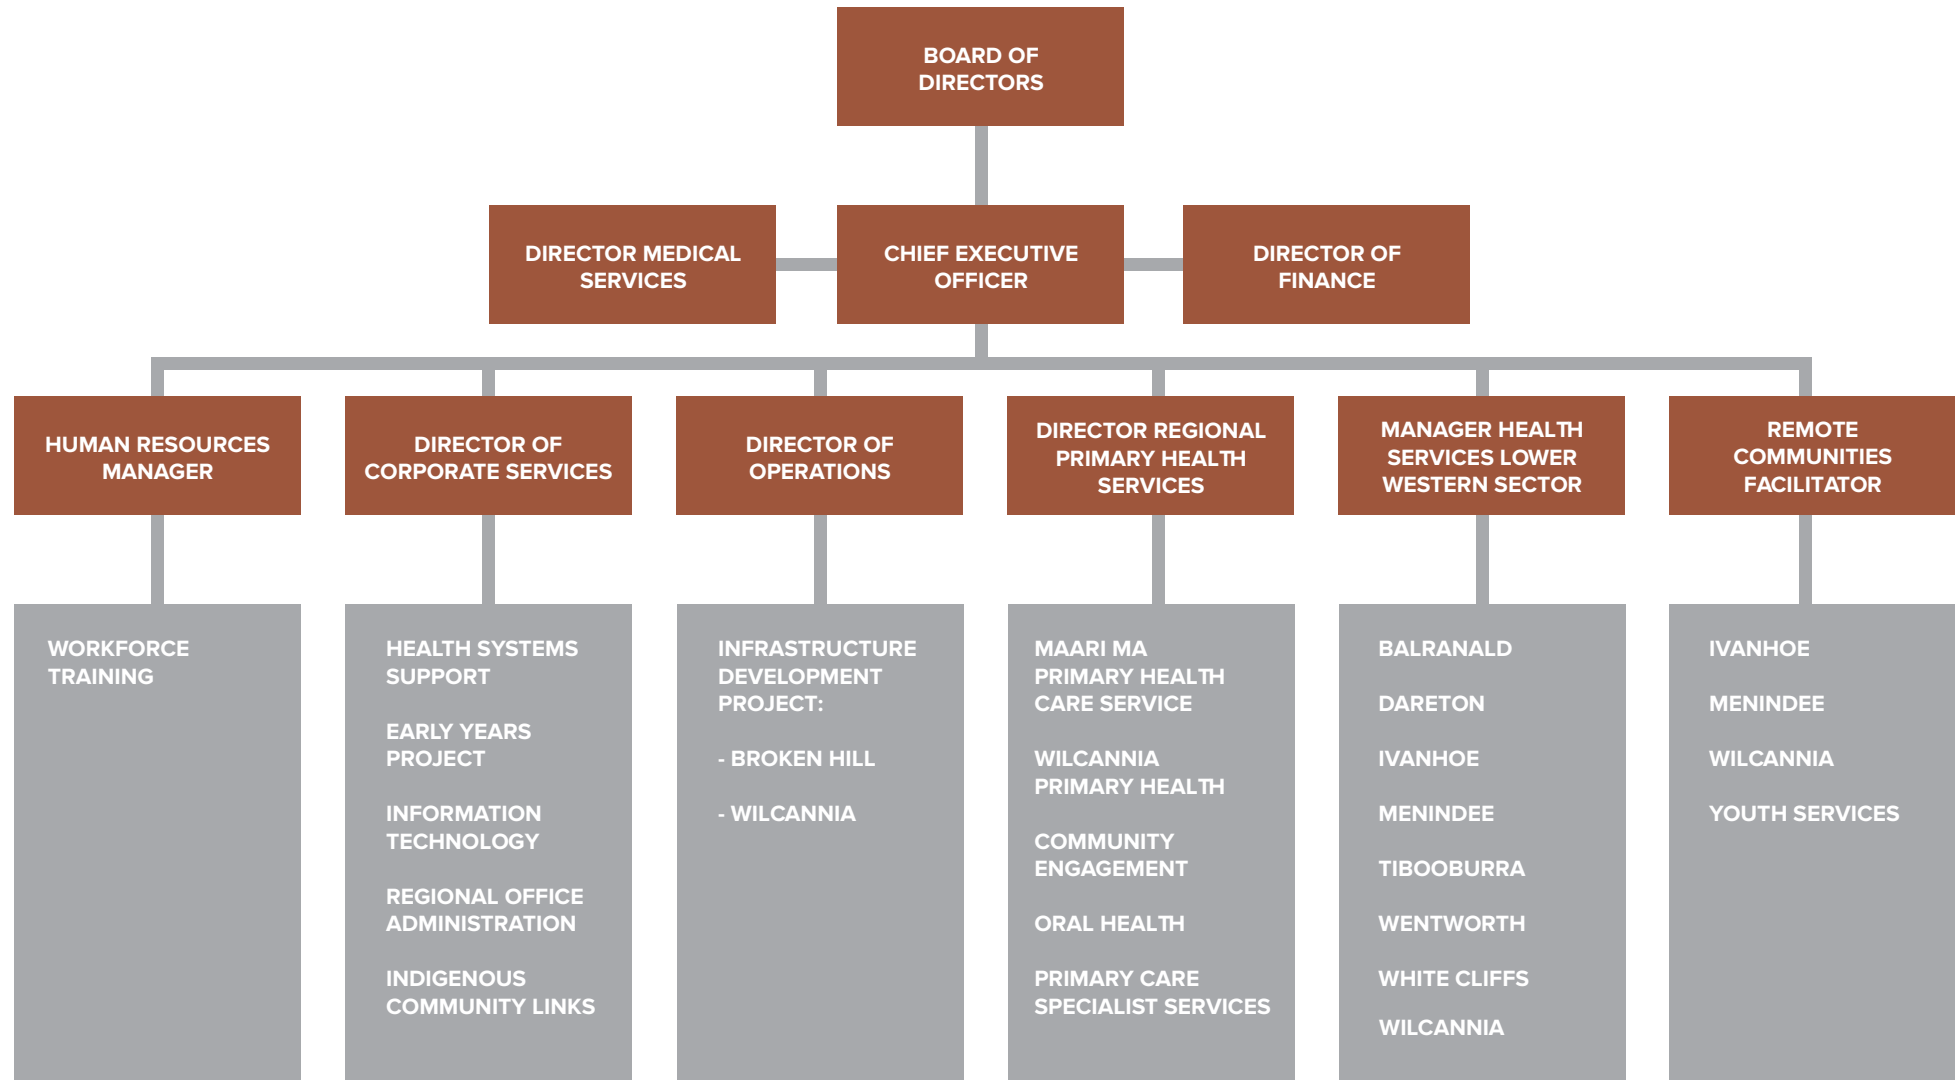 BOARD OF
DIRECTORS
DIRECTOR MEDICAL
SERVICES
CHIEF EXECUTIVE
OFFICER
DIRECTOR OF
FINANCE
HUMAN RESOURCES
MANAGER
DIRECTOR OF
CORPORATE SERVICES
DIRECTOR OF
OPERATIONS
DIRECTOR REGIONAL
PRIMARY HEALTH
SERVICES
MANAGER HEALTH
SERVICES LOWER
WESTERN SECTOR
REMOTE
COMMUNITIES
FACILITATOR
WORKFORCE
TRAINING
HEALTH SYSTEMS
SUPPORT
EARLY YEARS
PROJECT
INFORMATION
TECHNOLOGY
REGIONAL OFFICE
ADMINISTRATION
INDIGENOUS
COMMUNITY LINKS
INFRASTRUCTURE
DEVELOPMENT
PROJECT:
- BROKEN HILL
- WILCANNIA
MAARI MA
PRIMARY HEALTH
CARE SERVICE
WILCANNIA
PRIMARY HEALTH
COMMUNITY
ENGAGEMENT
ORAL HEALTH
PRIMARY CARE
SPECIALIST SERVICES
BALRANALD
DARETON
IVANHOE
MENINDEE
TIBOOBURRA
WENTWORTH
WHITE CLIFFS
WILCANNIA
IVANHOE
MENINDEE
WILCANNIA
YOUTH SERVICES